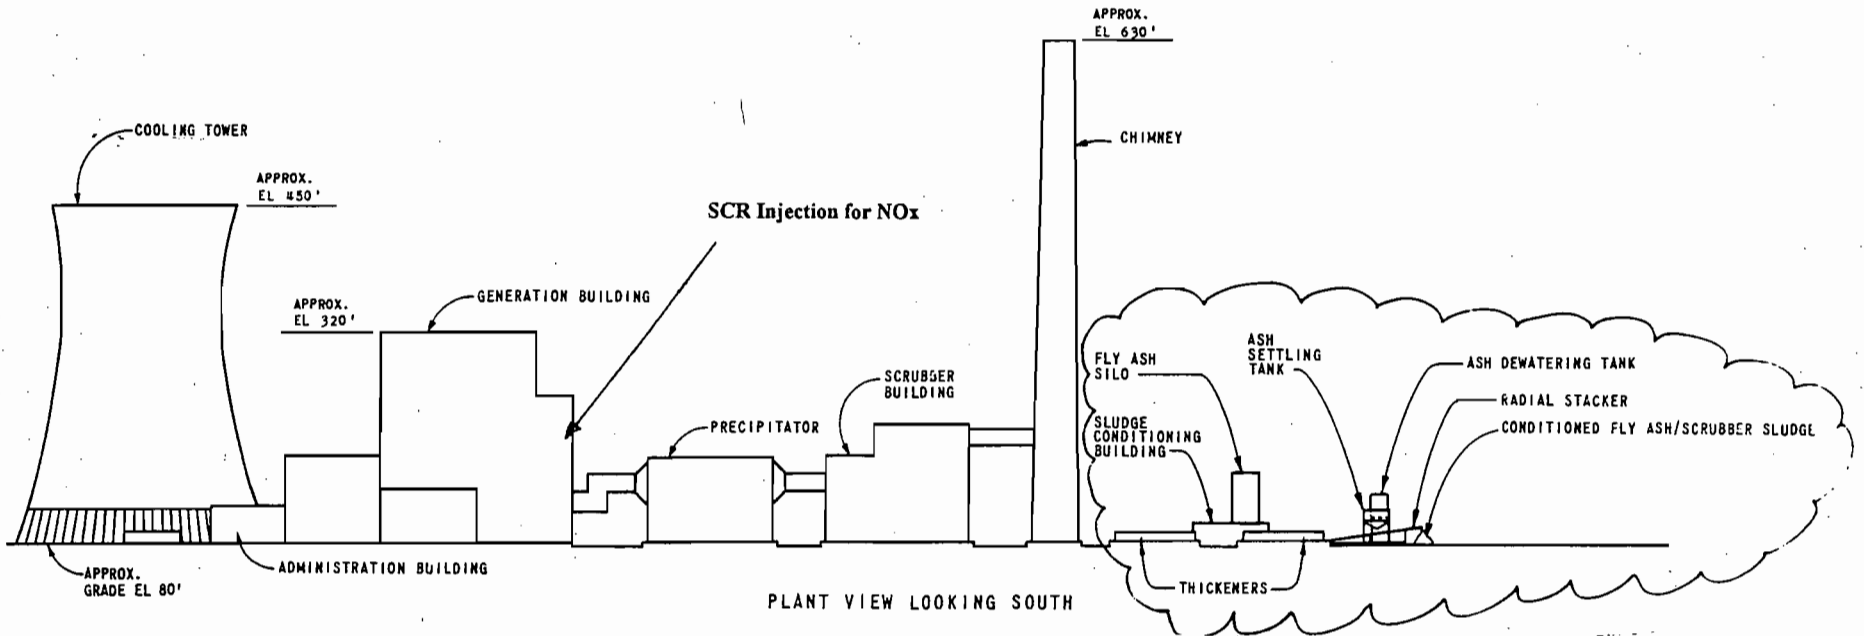 APPROX.
EL 630'
COOLING TOWER
CHIMNEY
APPROX.
EL 450'
SCR Injection for NOx
GENERATION BUILDING
APPROX.
EL 320'
FLY ASH
SILO
ASH
SETTLING
TANK
ASH DEWATERING TANK
SCRUBBER
BUILDING
RADIAL STACKER
PRECIPITATOR
SLUDGE
CONDITIONING
BUILDING
CONDITIONED FLY ASH/SCRUBBER SLUDGE
ADMINISTRATION BUILDING
APPROX.
GRADE EL 80'
THICKENERS
PLANT VIEW LOOKING SOUTH